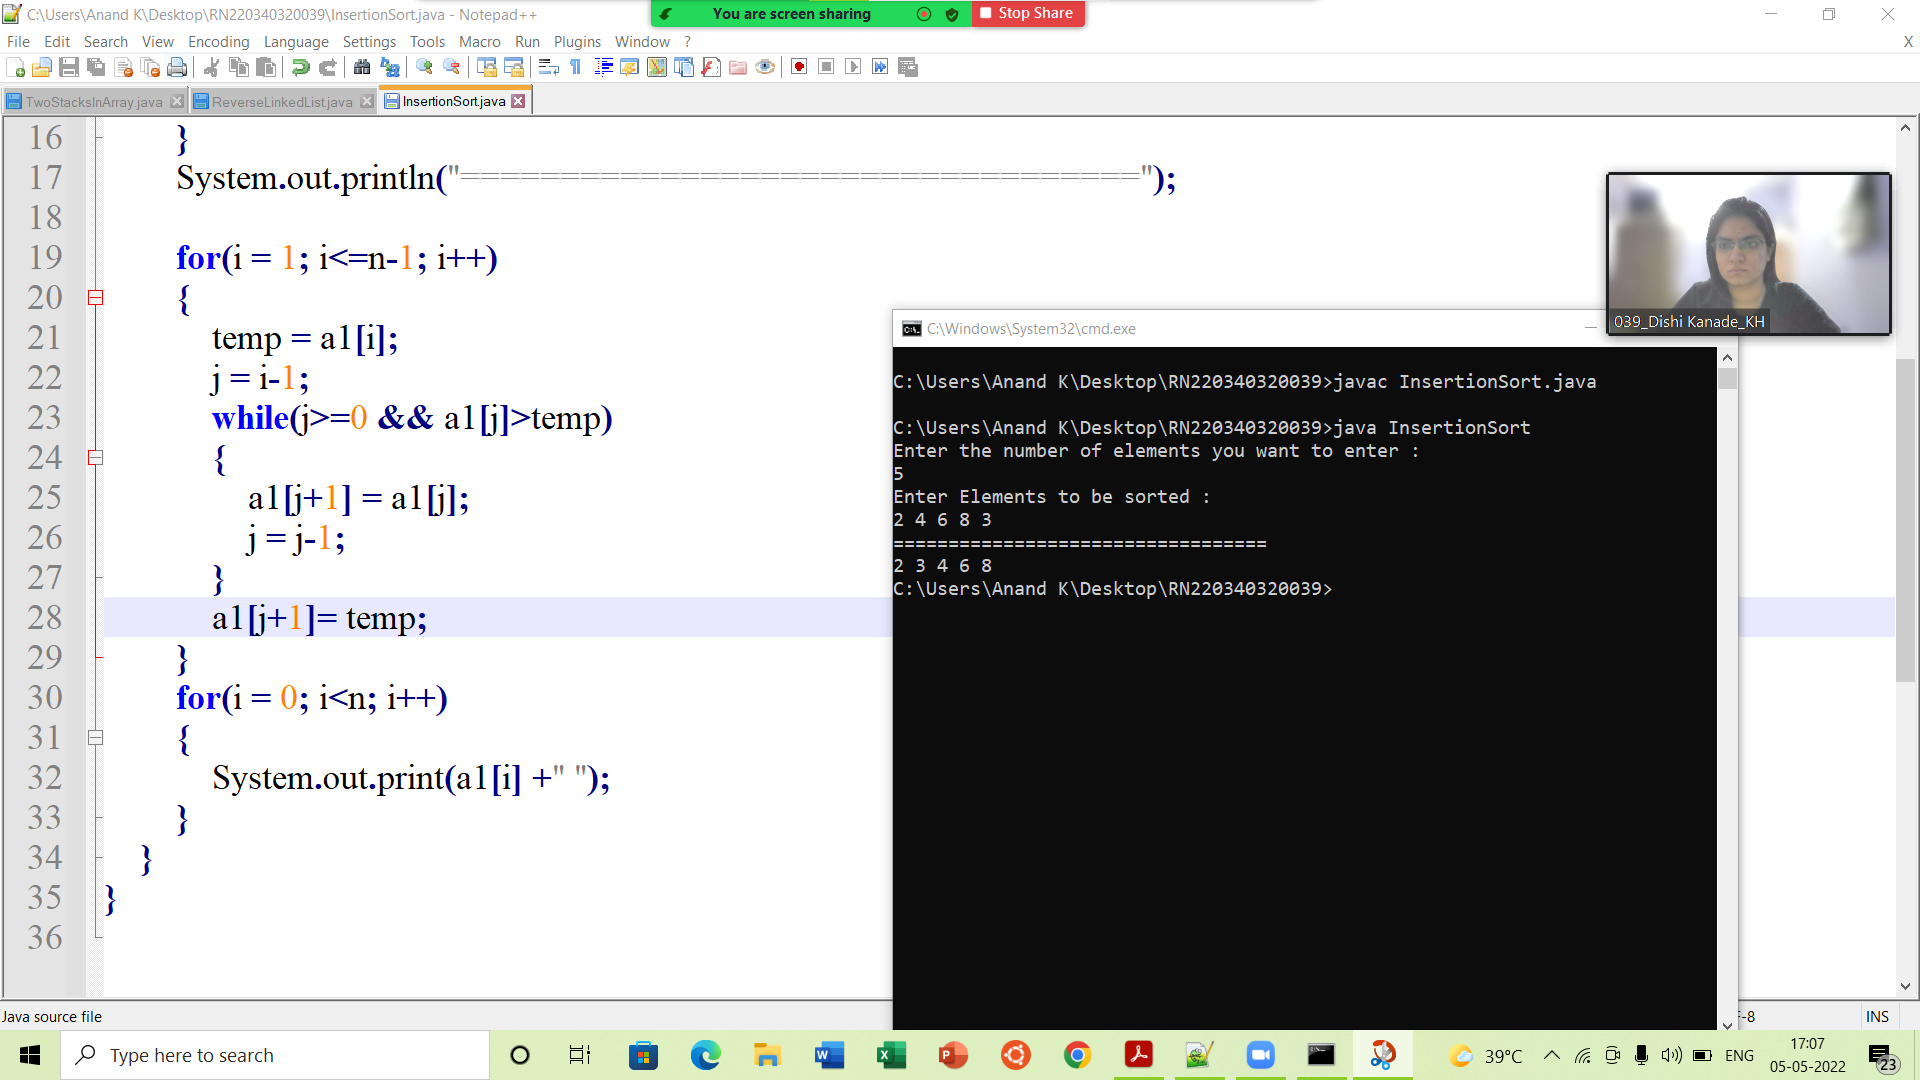 C:\Users\Anand K\Desktop\RN220340320039\InsertionSort.java - Notepad++
You are screen sharing
Stop Share
File Edit Search View Encoding Language Settings Tools Macro Run Plugins Window ? X
TwoStacksInArray.java ReverseLinkedList.java InsertionSort.java
16 }
17 System.out.println("==================================");
18
19 for(i = 1; i<=n-1; i++)
20 {
21 temp = a1[i];
22 j = i-1;
23 while(j>=0 && a1[j]>temp)
24 {
25 a1[j+1] = a1[j];
26 j = j-1;
27 }
28 a1[j+1]= temp;
29 }
30 for(i = 0; i<n; i++)
31 {
32 System.out.print(a1[i] +" ");
33 }
34 }
35 }
36
039_Dishi Kanade_KH
C:\Windows\System32\cmd.exe
C:\Users\Anand K\Desktop\RN220340320039>javac InsertionSort.java
C:\Users\Anand K\Desktop\RN220340320039>java InsertionSort
Enter the number of elements you want to enter :
5
Enter Elements to be sorted :
2 4 6 8 3
==================================
2 3 4 6 8
C:\Users\Anand K\Desktop\RN220340320039>
Java source file
F-8 INS
Type here to search
39°C ENG
17:07
05-05-2022
23